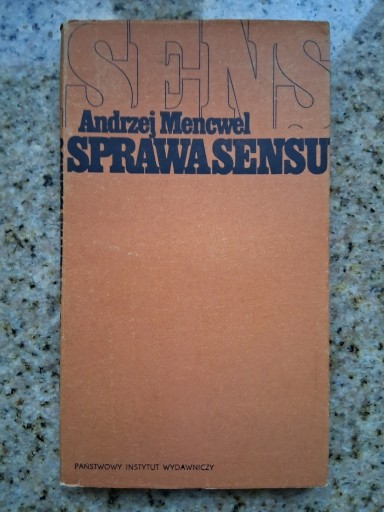 SENS
Andrzej Mencwel
SPRAWA SENSU
PAŃSTWOWY INSTYTUT WYDAWNICZY